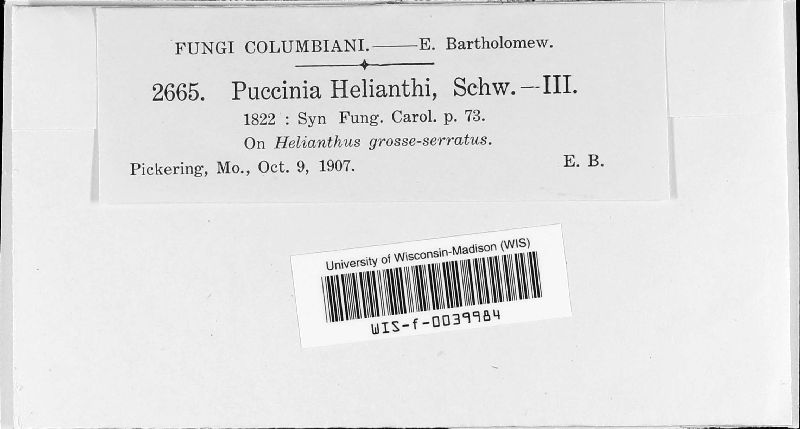 FUNGI COLUMBIANI.——E. Bartholomew.
2665. Puccinia Helianthi, Schw.—III.
1822 : Syn Fung. Carol. p. 73.
On Helianthus grosse-serratus.
Pickering, Mo., Oct. 9, 1907. E. B.
University of Wisconsin-Madison (WIS)
WIS-f-0039984